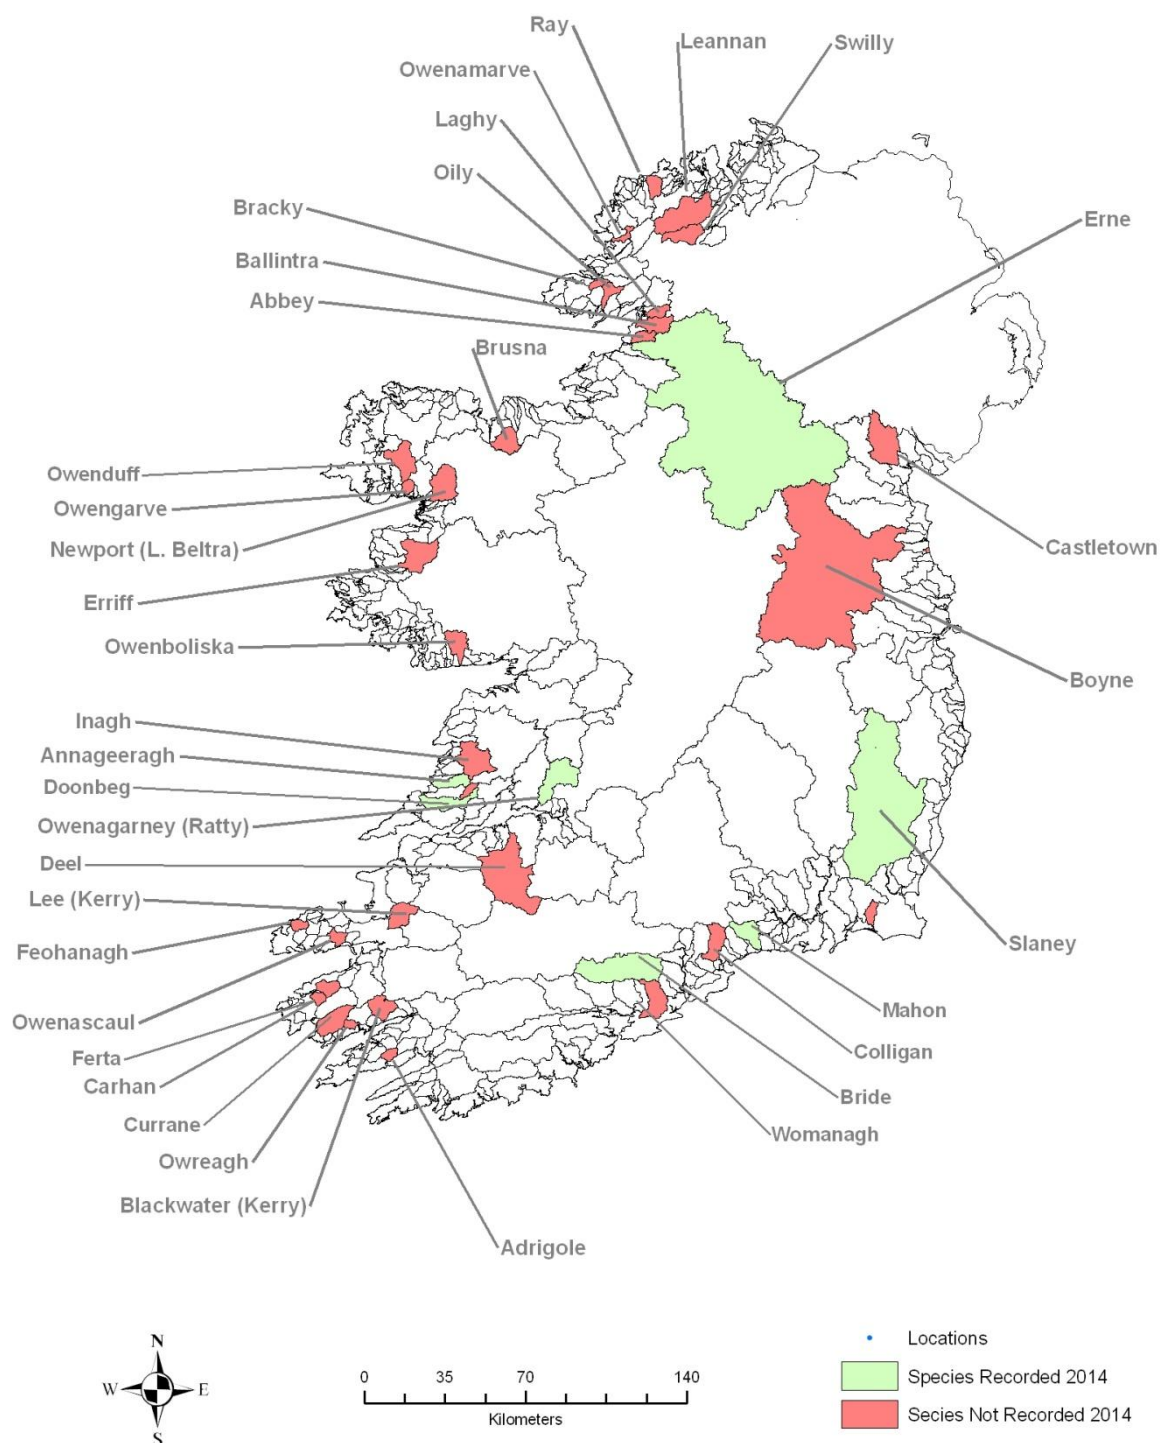 Ray
Leannan
Swilly
Owenamarve
Laghy
Oily
Bracky
Erne
Ballintra
Abbey
Brusna
Owenduff
Owengarve
Newport (L. Beltra)
Castletown
Erriff
Owenboliska
Boyne
Inagh
Annageeragh
Doonbeg
Owenagarney (Ratty)
Deel
Lee (Kerry)
Slaney
Feohanagh
Mahon
Owenascaul
Colligan
Ferta
Carhan
Bride
Currane
Womanagh
Owreagh
Blackwater (Kerry)
Adrigole
N
W E
S
0 35 70 140
Kilometers
Locations
Species Recorded 2014
Secies Not Recorded 2014